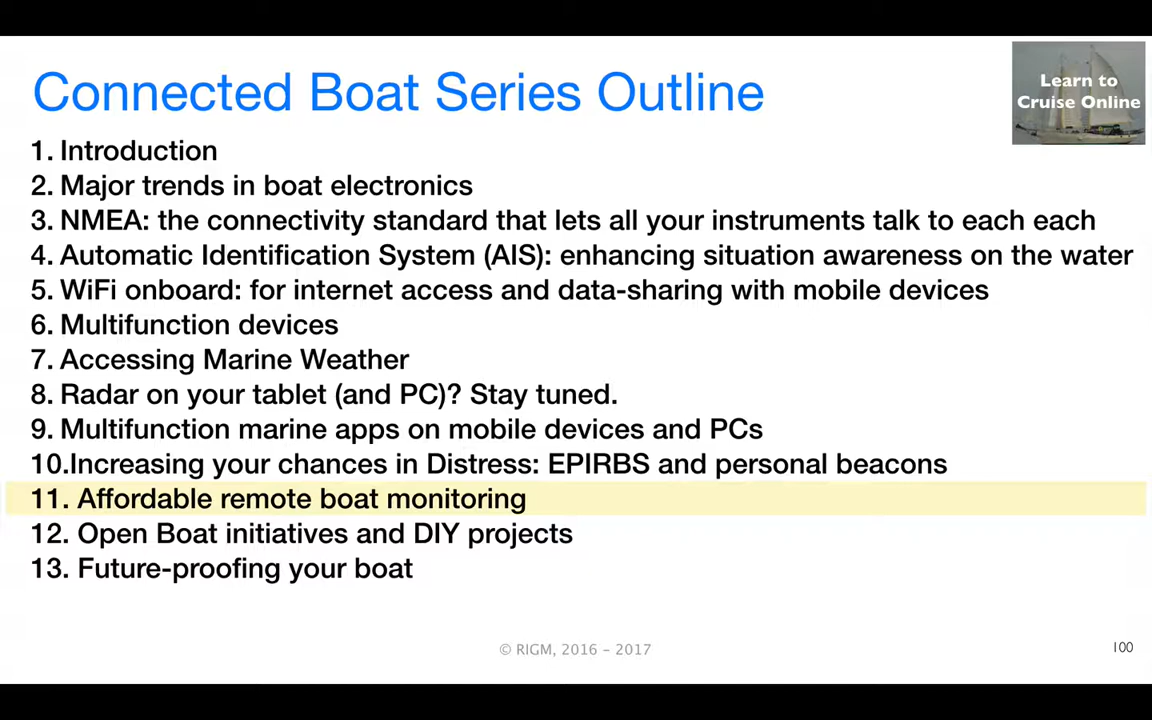 Connected Boat Series Outline
Learn to
Cruise Online
1. Introduction
2. Major trends in boat electronics
3. NMEA: the connectivity standard that lets all your instruments talk to each each
4. Automatic Identification System (AIS): enhancing situation awareness on the water
5. WiFi onboard: for internet access and data-sharing with mobile devices
6. Multifunction devices
7. Accessing Marine Weather
8. Radar on your tablet (and PC)? Stay tuned.
9. Multifunction marine apps on mobile devices and PCs
10.Increasing your chances in Distress: EPIRBS and personal beacons
11. Affordable remote boat monitoring
12. Open Boat initiatives and DIY projects
13. Future-proofing your boat
© RIGM, 2016 – 2017
100